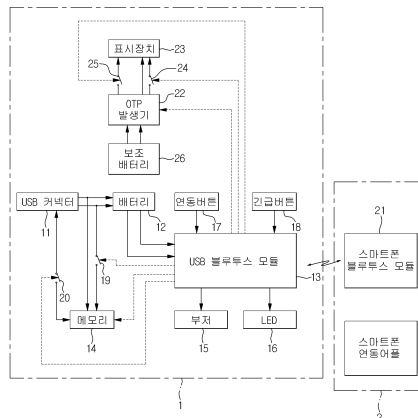 표시장치
23
25
24
OTP
발생기
22
보조
배터리
26
USB 커넥터
11
배터리
12
연동버튼
17
긴급버튼
18
USB 블루투스 모듈
13
19
20
메모리
14
부저
15
LED
16
21
스마트폰
블루투스 모듈
스마트폰
연동어플
1